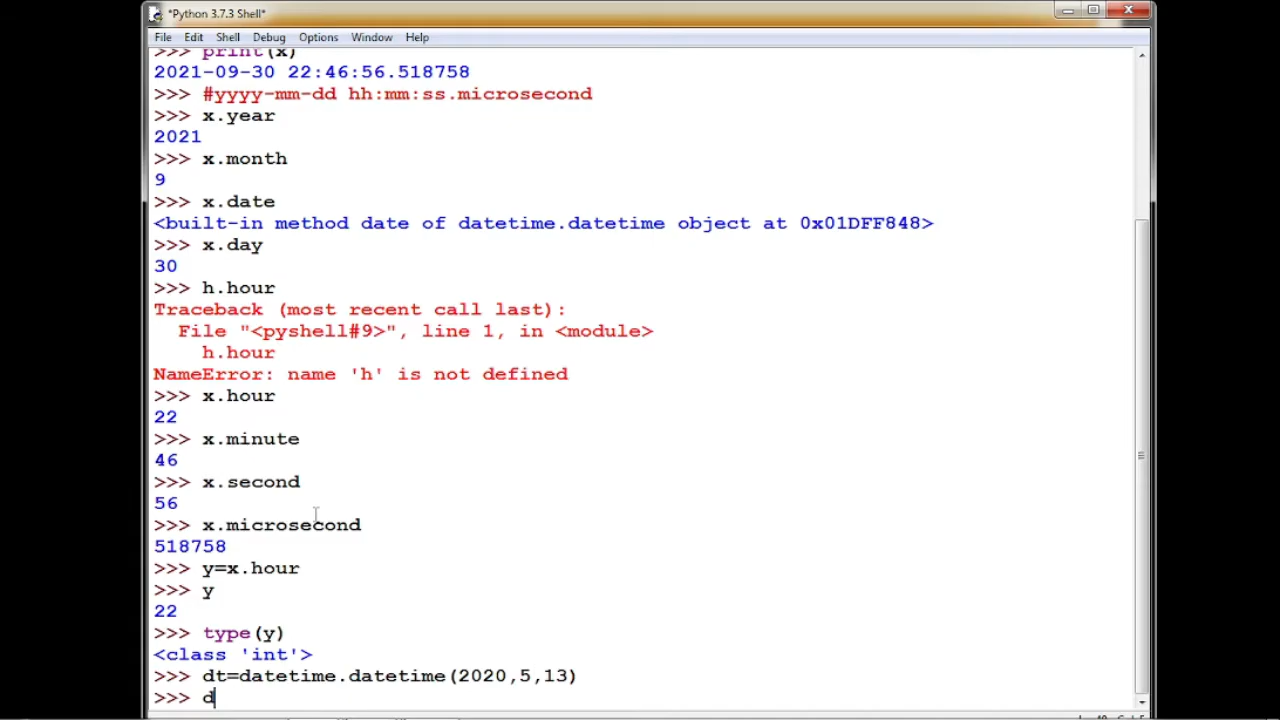 *Python 3.7.3 Shell*
File Edit Shell Debug Options Window Help
>>> print(x)
2021-09-30 22:46:56.518758
>>> #yyyy-mm-dd hh:mm:ss.microsecond
>>> x.year
2021
>>> x.month
9
>>> x.date
<built-in method date of datetime.datetime object at 0x01DFF848>
>>> x.day
30
>>> h.hour
Traceback (most recent call last):
  File "<pyshell#9>", line 1, in <module>
    h.hour
NameError: name 'h' is not defined
>>> x.hour
22
>>> x.minute
46
>>> x.second
56
>>> x.microsecond
518758
>>> y=x.hour
>>> y
22
>>> type(y)
<class 'int'>
>>> dt=datetime.datetime(2020,5,13)
>>> d